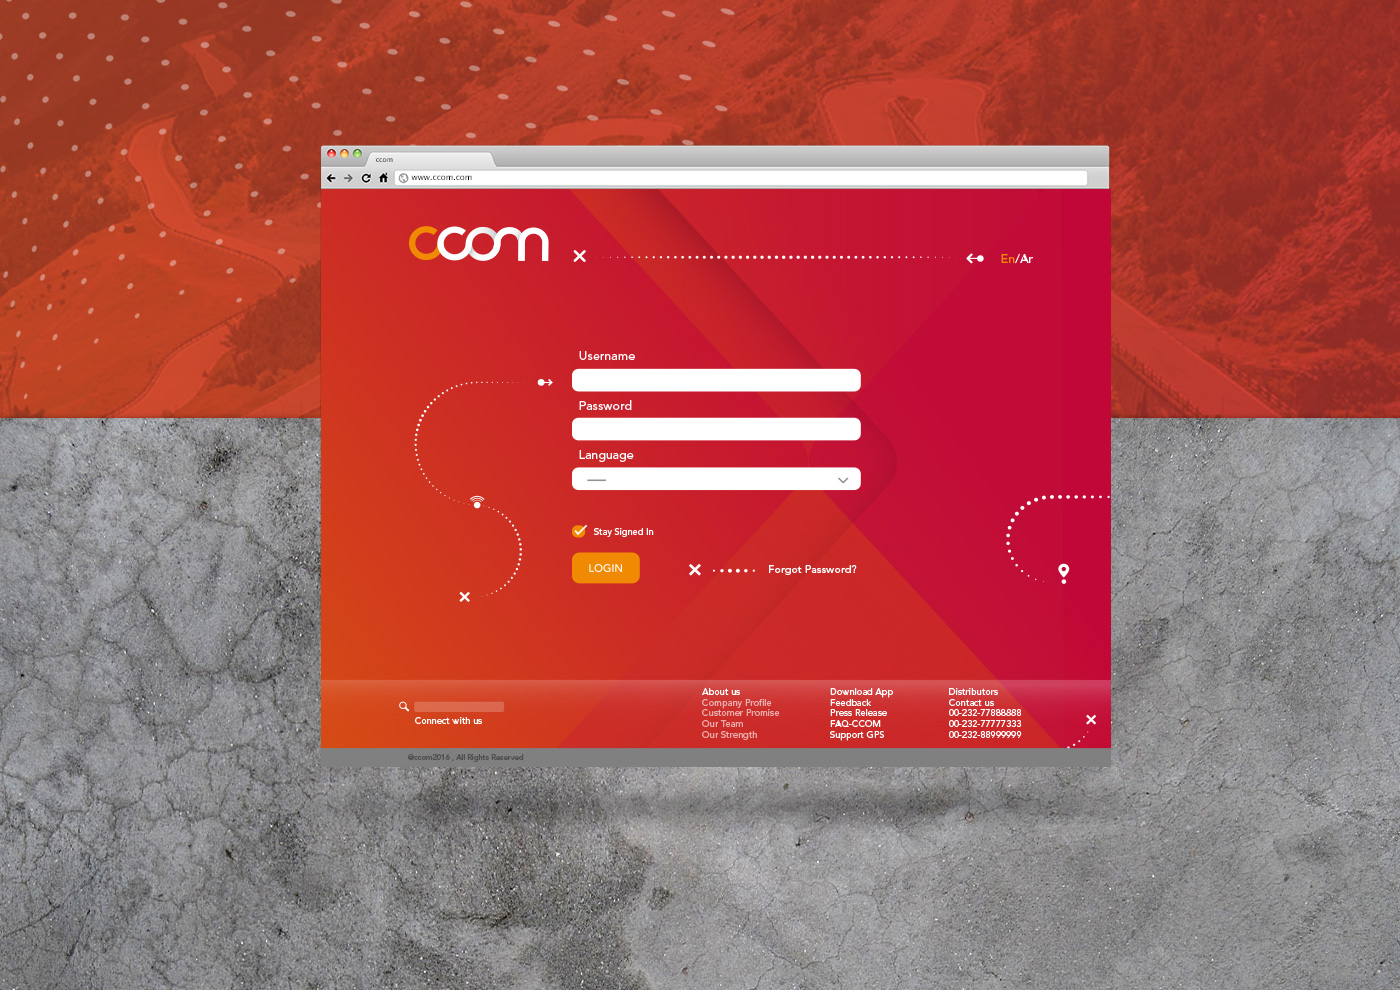 ccom
www.ccom.com
ccom
En/Ar
Username
Password
Language
Stay Signed In
LOGIN
Forgot Password?
Connect with us
About us
Company Profile
Customer Promise
Our Team
Our Strength
Download App
Feedback
Press Release
FAQ-CCOM
Support GPS
Distributors
Contact us
00-232-77888888
00-232-77777333
00-232-88999999
@ccom2016 , All Rights Reserved